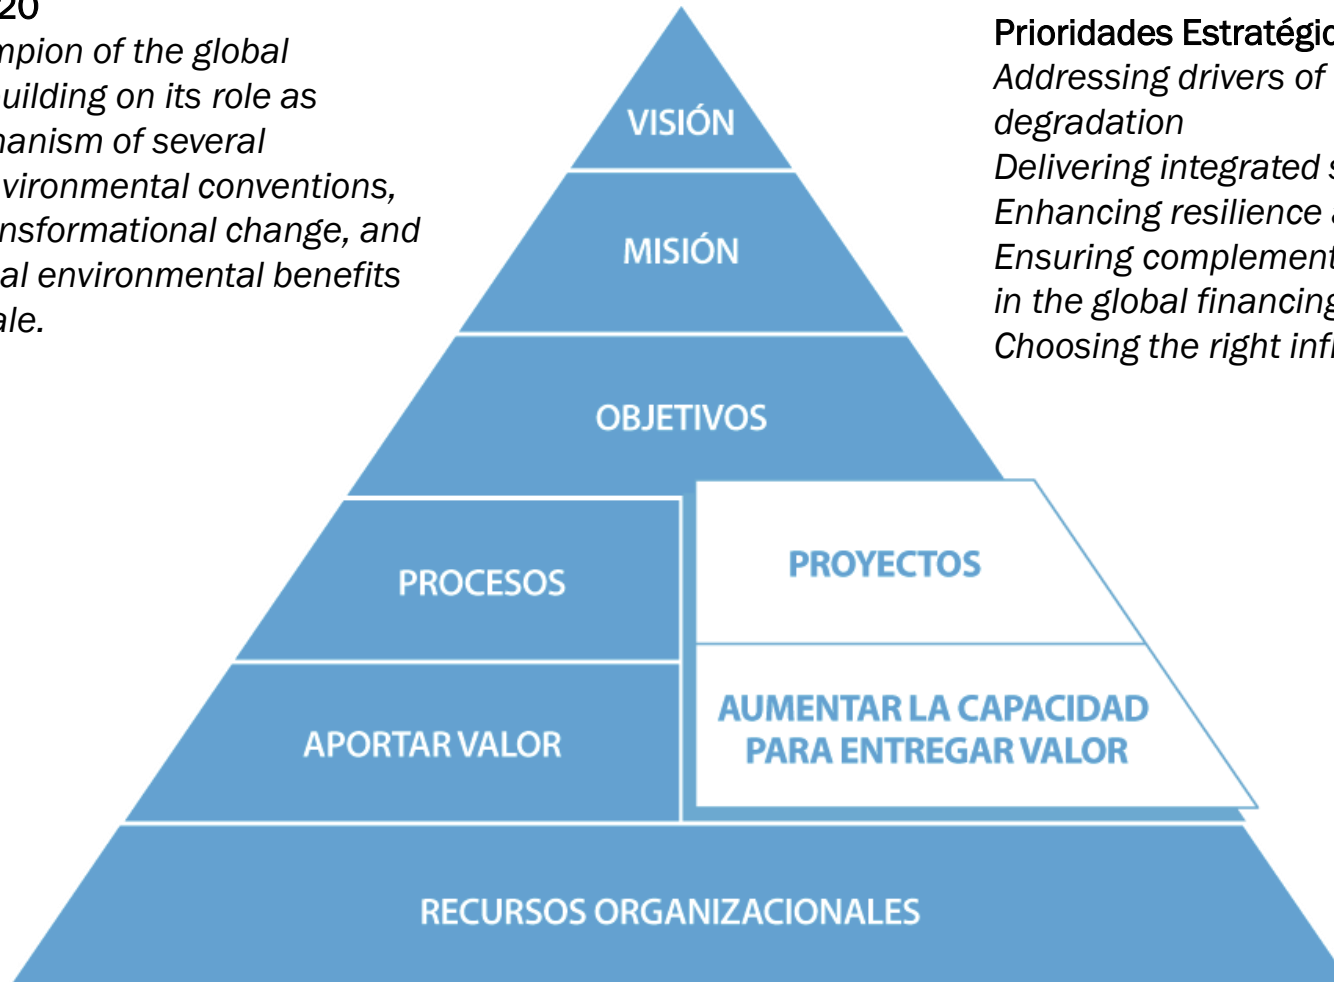 20
mpion of the global
uilding on its role as
anism of several
vironmental conventions,
nsformational change, and
al environmental benefits
ale.
Prioridades Estratégic
Addressing drivers of
degradation
Delivering integrated s
Enhancing resilience
Ensuring complement
in the global financing
Choosing the right infl
VISIÓN
MISIÓN
OBJETIVOS
PROCESOS
PROYECTOS
APORTAR VALOR
AUMENTAR LA CAPACIDAD
PARA ENTREGAR VALOR
RECURSOS ORGANIZACIONALES